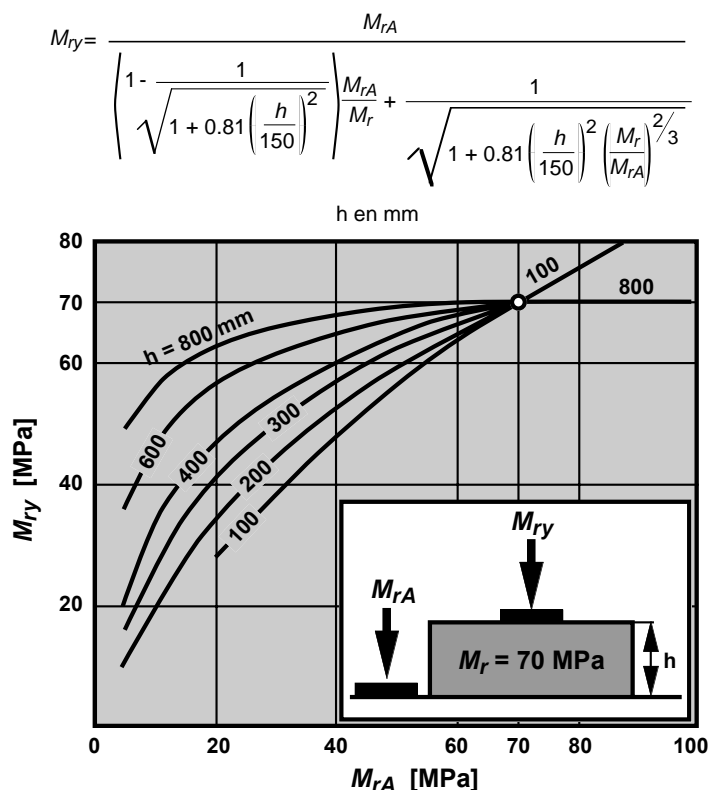 M_ry = M_rA / ( (1 - 1 / √(1 + 0.81 (h/150)^2)) M_rA/M_r + 1 / √(1 + 0.81 (h/150)^2 (M_r/M_rA)^(2/3)) )
h en mm
80
70
60
40
20
M_ry [MPa]
100
800
h = 800 mm
600
400
300
200
100
M_ry
M_rA
M_r = 70 MPa
h
0
20
40
60
70
80
100
M_rA [MPa]